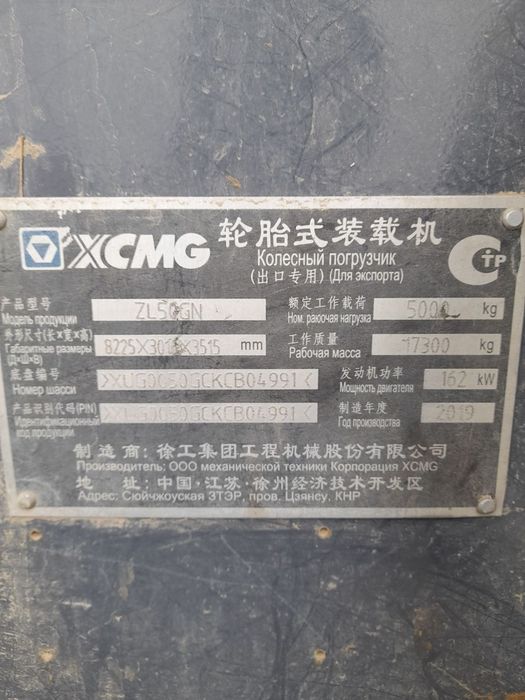 XCMG 轮胎式装载机
Колесный погрузчик
(出口专用) (Для экспорта)
СТР
产品型号 ZL50GN 额定工作载荷 5000 kg
Модель продукции Ном. раюочая нагрузка
外形尺寸(长×宽×高) mm 工作质量 17300 kg
Габаритные размеры (Д×Ш×В) Рабочая масса
底盘编号 发动机功率 162 kW
Номер шасси Мощность двигателя
产品识别代码(PIN) 制造年度 2019
Идентификационный код продукции. Год производства
制造商: 徐工集团工程机械股份有限公司
Производитель: ООО механической техники Корпорация XCMG
地 址: 中国·江苏·徐州经济技术开发区
Адрес: Сюйчжоуская ЗТЭР, пров. Цзянсу, КНР